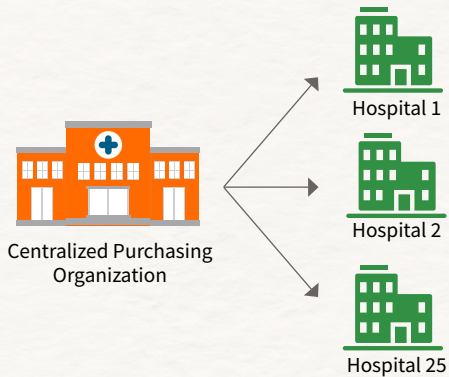 Hospital 1
Centralized Purchasing
Organization
Hospital 2
Hospital 25